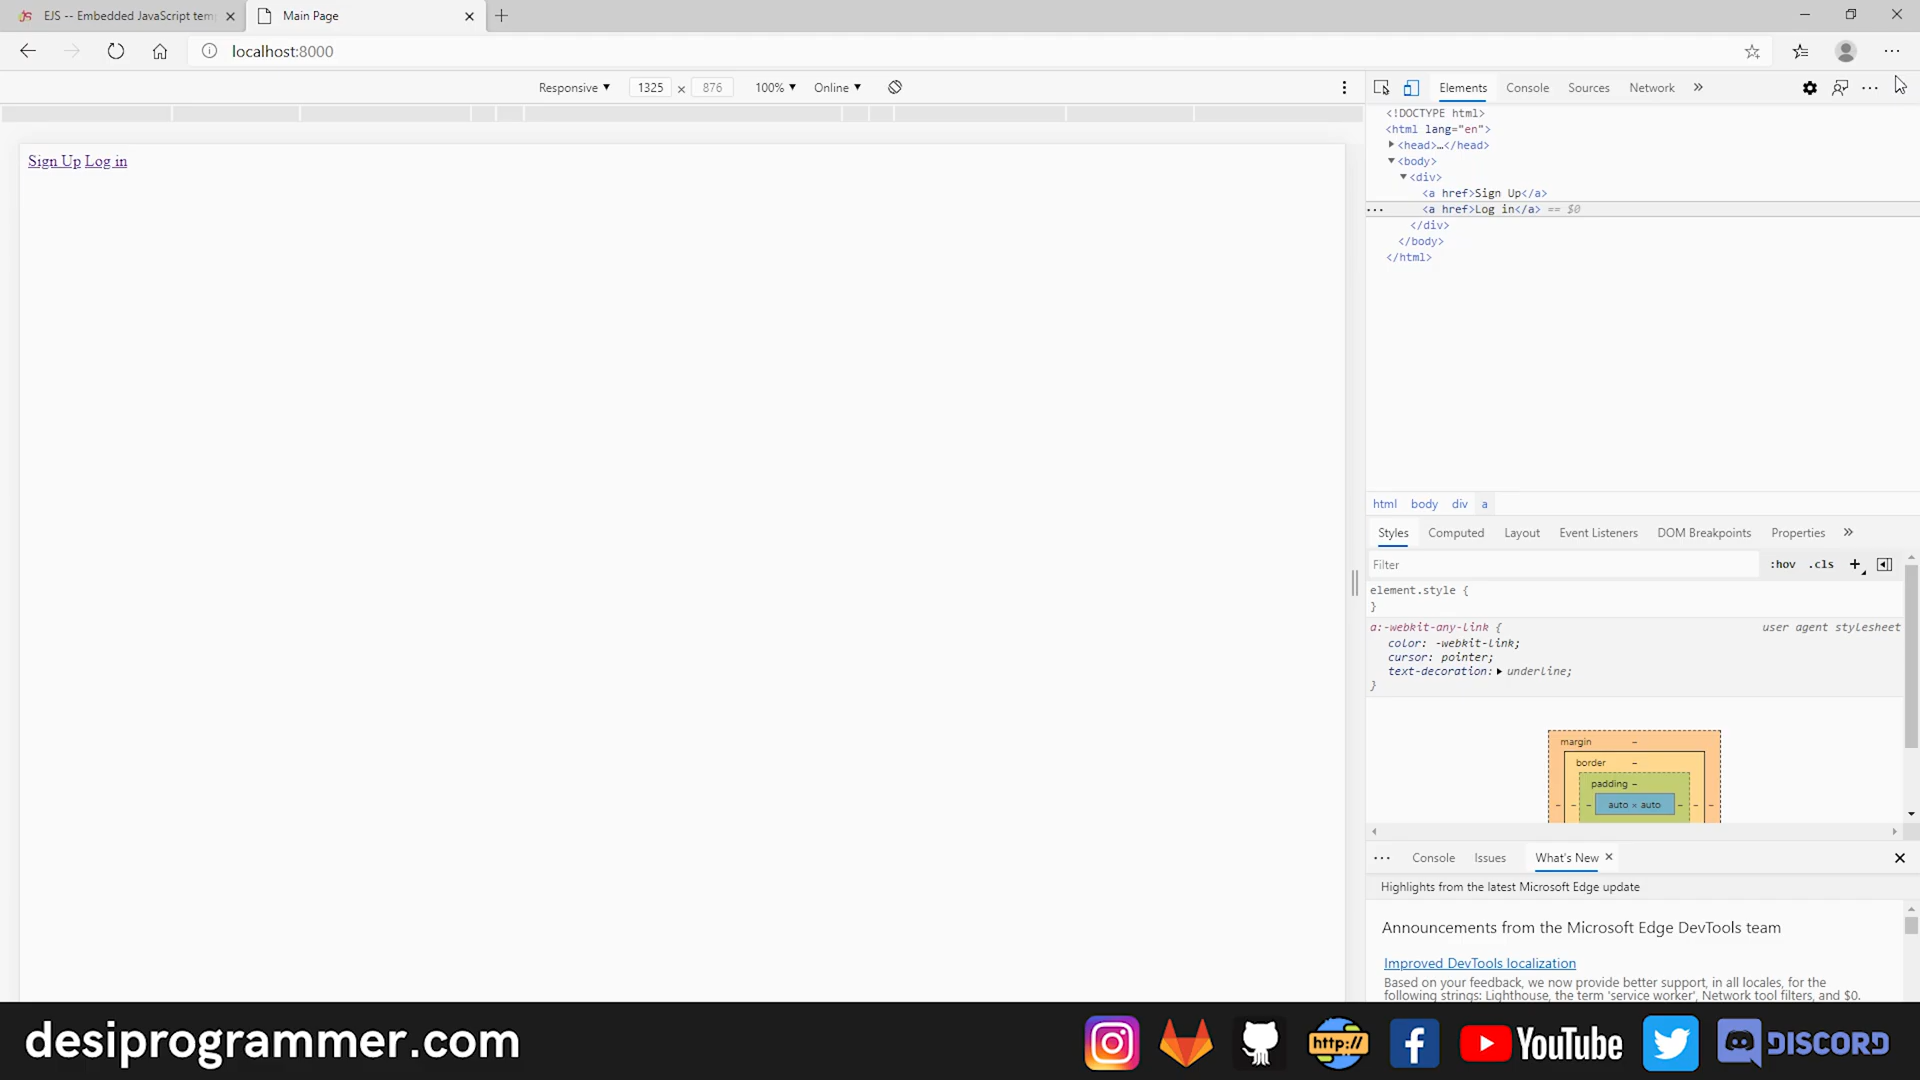 EJS -- Embedded JavaScript tem
Main Page
localhost:8000
Responsive 1325 × 876 100% Online
Elements Console Sources Network
Sign Up Log in
<!DOCTYPE html>
<html lang="en">
<head>…</head>
<body>
<div>
<a href>Sign Up</a>
<a href>Log in</a> == $0
</div>
</body>
</html>
html body div a
Styles Computed Layout Event Listeners DOM Breakpoints Properties
Filter :hov .cls
element.style {
}
a:-webkit-any-link { user agent stylesheet
color: -webkit-link;
cursor: pointer;
text-decoration: underline;
}
margin –
border –
padding –
– – – auto × auto – – –
Console Issues What's New
Highlights from the latest Microsoft Edge update
Announcements from the Microsoft Edge DevTools team
Improved DevTools localization
Based on your feedback, we now provide better support, in all locales, for the
following strings: Lighthouse, the term 'service worker', Network tool filters, and $0.
desiprogrammer.com http:// YouTube DISCORD